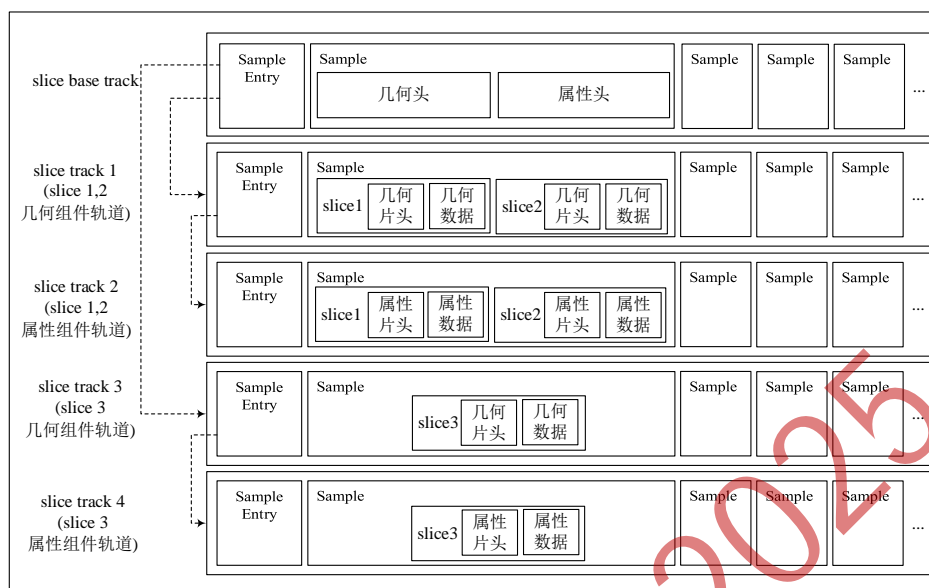 slice base track
Sample
Entry
Sample
几何头
属性头
Sample
Sample
Sample
...
slice track 1
(slice 1,2
几何组件轨道)
Sample
Entry
Sample
slice1
几何
片头
几何
数据
slice2
几何
片头
几何
数据
Sample
Sample
Sample
...
slice track 2
(slice 1,2
属性组件轨道)
Sample
Entry
Sample
slice1
属性
片头
属性
数据
slice2
属性
片头
属性
数据
Sample
Sample
Sample
...
slice track 3
(slice 3
几何组件轨道)
Sample
Entry
Sample
slice3
几何
片头
几何
数据
Sample
Sample
Sample
...
slice track 4
(slice 3
属性组件轨道)
Sample
Entry
Sample
slice3
属性
片头
属性
数据
Sample
Sample
Sample
...
2025